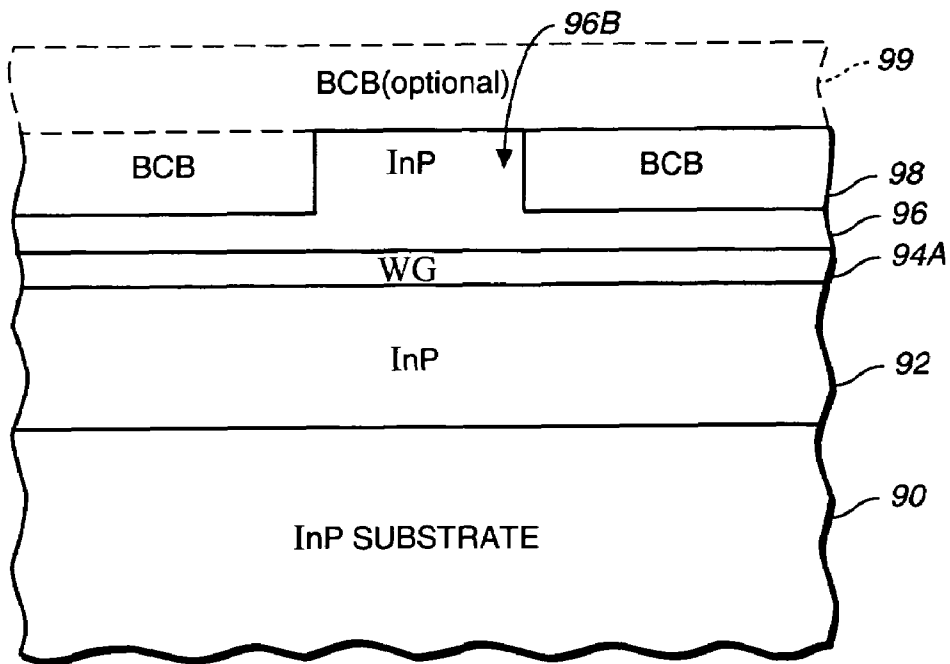 96B
99
BCB(optional)
BCB
InP
BCB
98
96
WG
94A
InP
92
90
InP SUBSTRATE